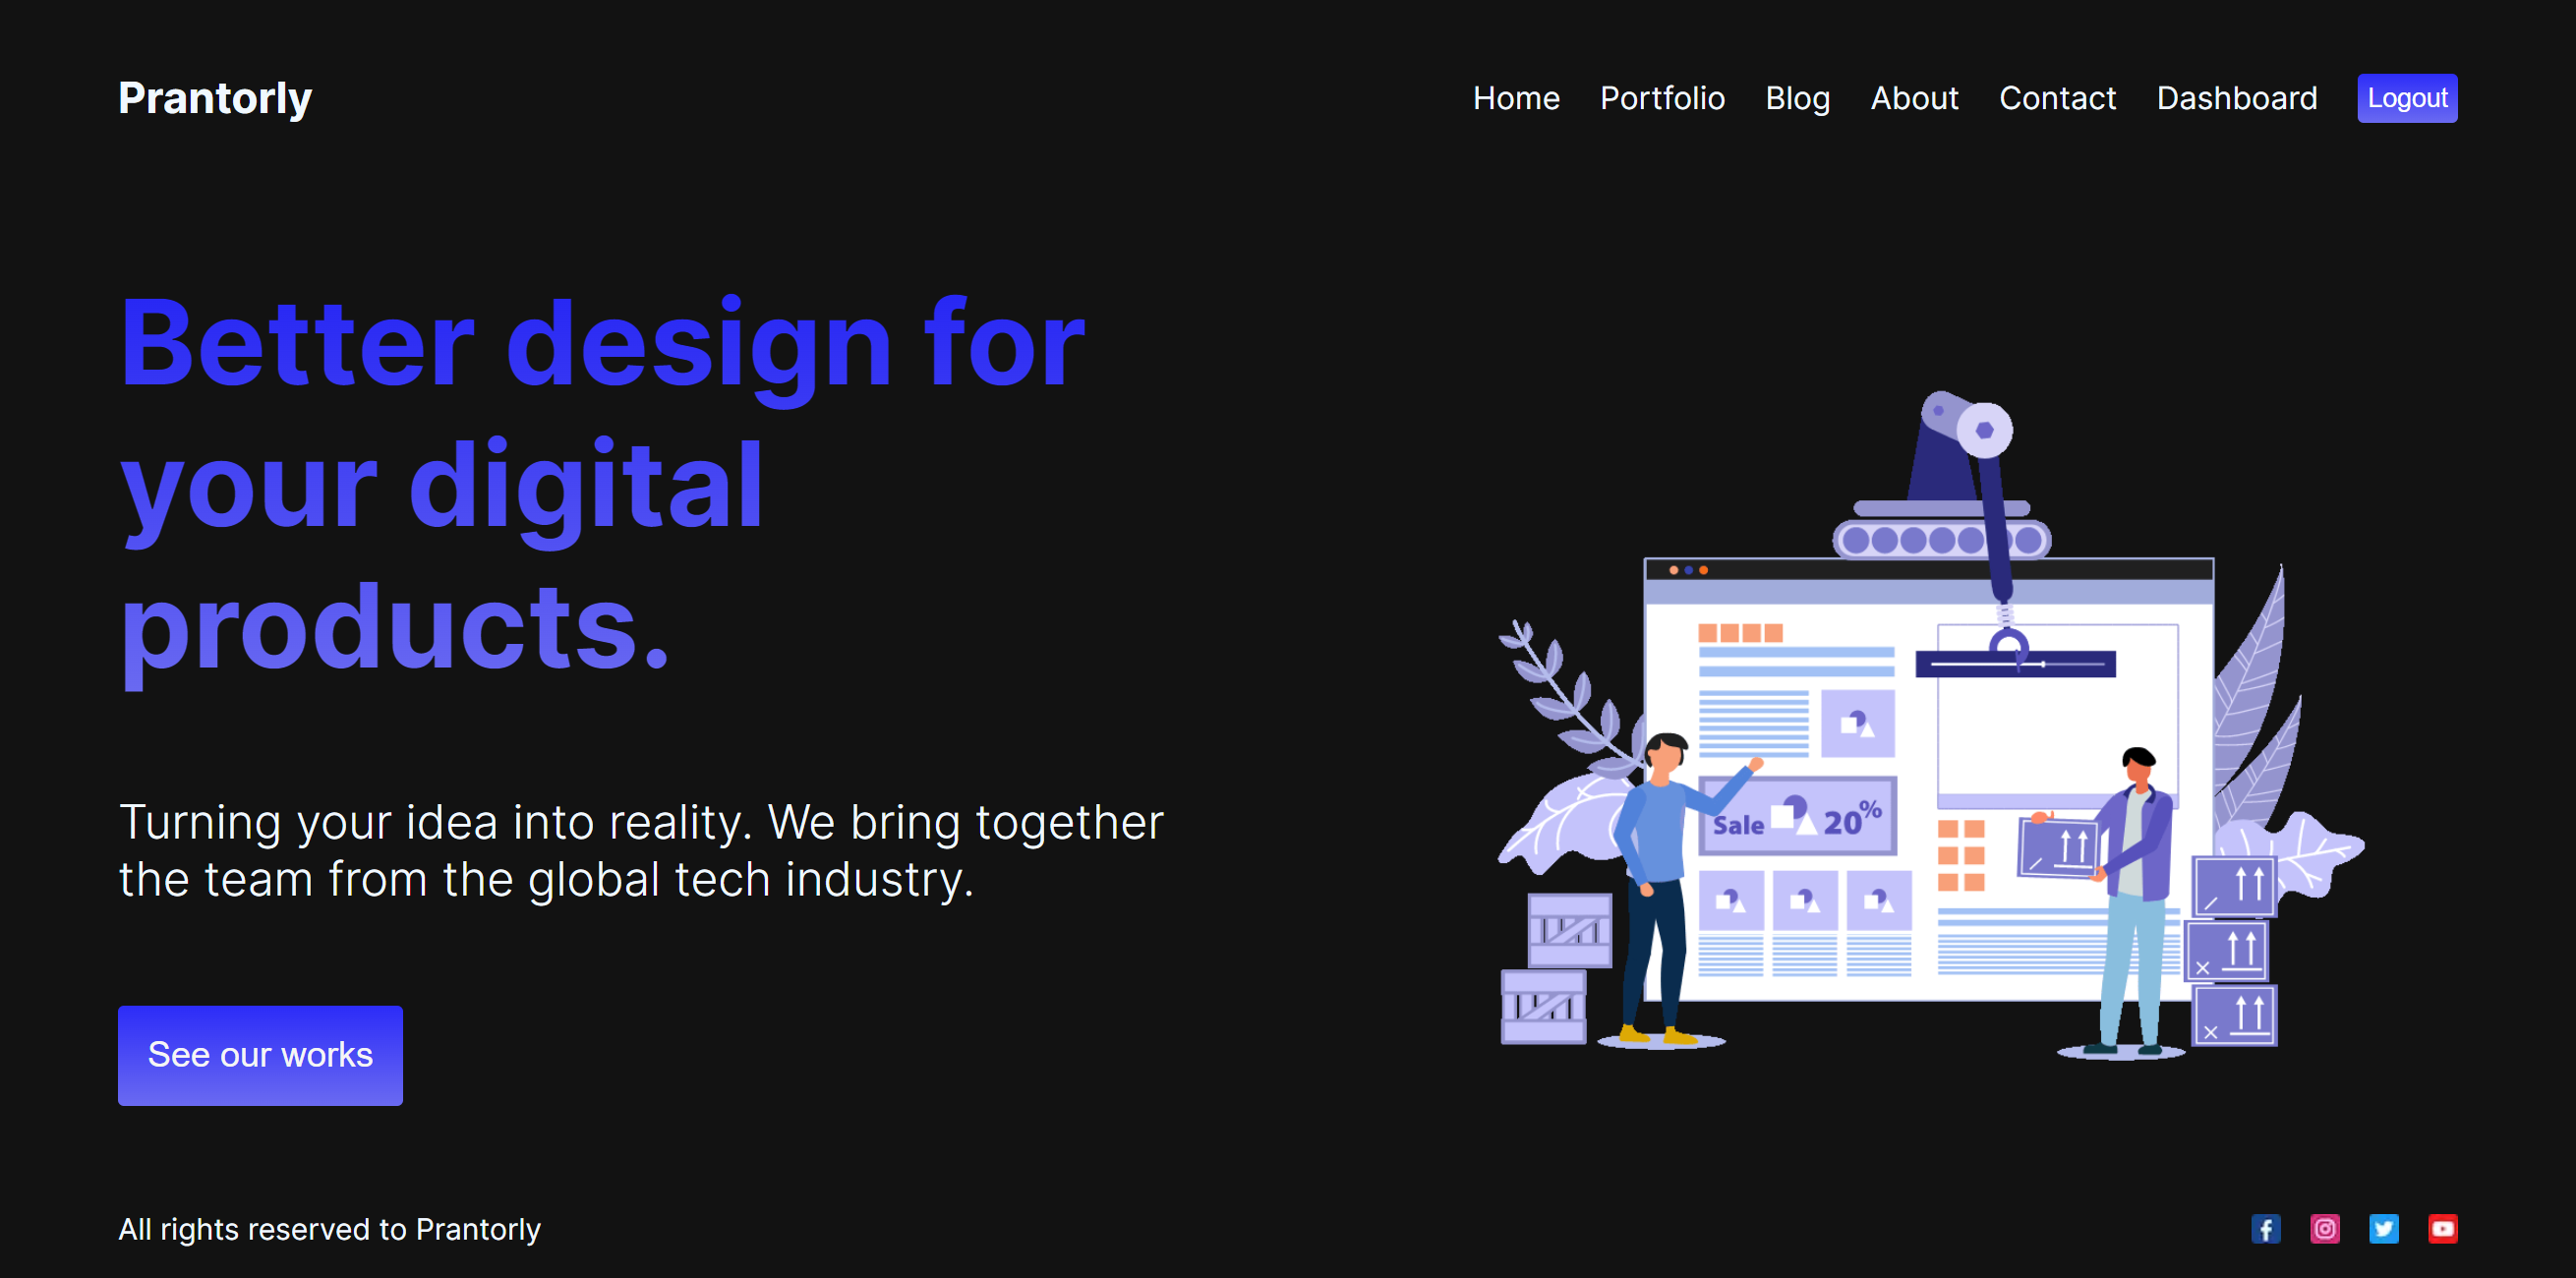 Prantorly
Home Portfolio Blog About Contact Dashboard Logout
Better design for
your digital
products.
Turning your idea into reality. We bring together
the team from the global tech industry.
Sale 20%
See our works
All rights reserved to Prantorly